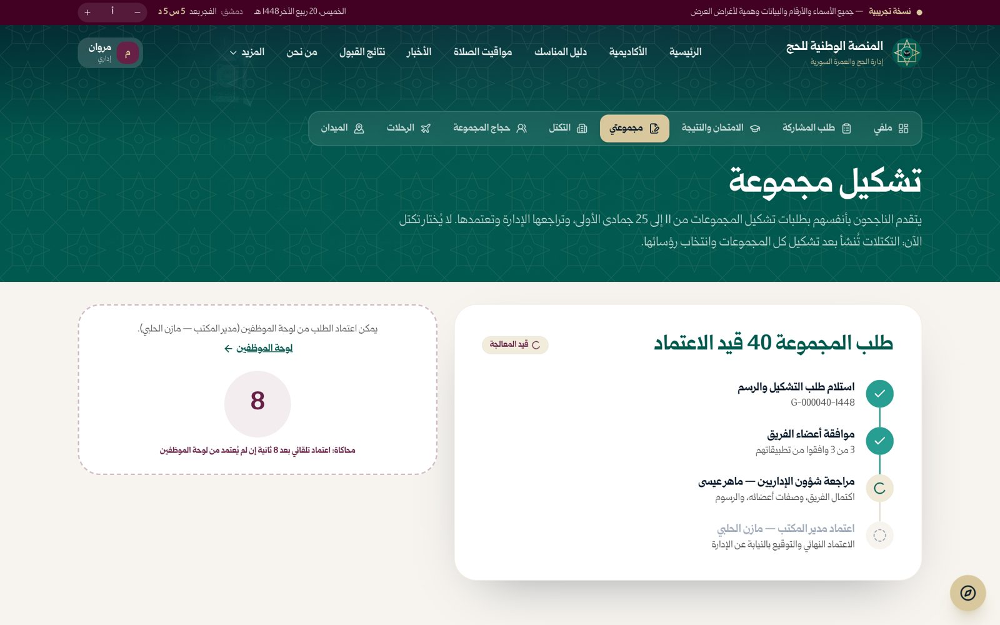 نسخة تجريبية — جميع الأسماء والأرقام والبيانات وهمية لأغراض العرض
الخميس، 20 ربيع الآخر 1448 هـ
دمشق: الفجر بعد 5 س 5 د
− أ +
المنصة الوطنية للحج
إدارة الحج والعمرة السورية
الرئيسية
الأكاديمية
دليل المناسك
مواقيت الصلاة
الأخبار
نتائج القبول
من نحن
المزيد
م
مروان
إداري
ملفي
طلب المشاركة
الامتحان والنتيجة
مجموعتي
التكتل
حجاج المجموعة
الرحلات
الميدان
تشكيل مجموعة
يتقدم الناجحون بأنفسهم بطلبات تشكيل المجموعات من 11 إلى 25 جمادى الأولى، وتراجعها الإدارة وتعتمدها. لا يُختار تكتل
الآن: التكتلات تُنشأ بعد تشكيل كل المجموعات وانتخاب رؤسائها.
طلب المجموعة 40 قيد الاعتماد
قيد المعالجة
استلام طلب التشكيل والرسم
G-000040-1448
موافقة أعضاء الفريق
3 من 3 وافقوا من تطبيقاتهم
مراجعة شؤون الإداريين — ماهر عيسى
اكتمال الفريق، وصفات أعضائه، والرسوم
اعتماد مدير المكتب — مازن الحلبي
الاعتماد النهائي والتوقيع بالنيابة عن الإدارة
يمكن اعتماد الطلب من لوحة الموظفين (مدير المكتب — مازن الحلبي).
لوحة الموظفين ←
8
محاكاة: اعتماد تلقائي بعد 8 ثانية إن لم يُعتمد من لوحة الموظفين